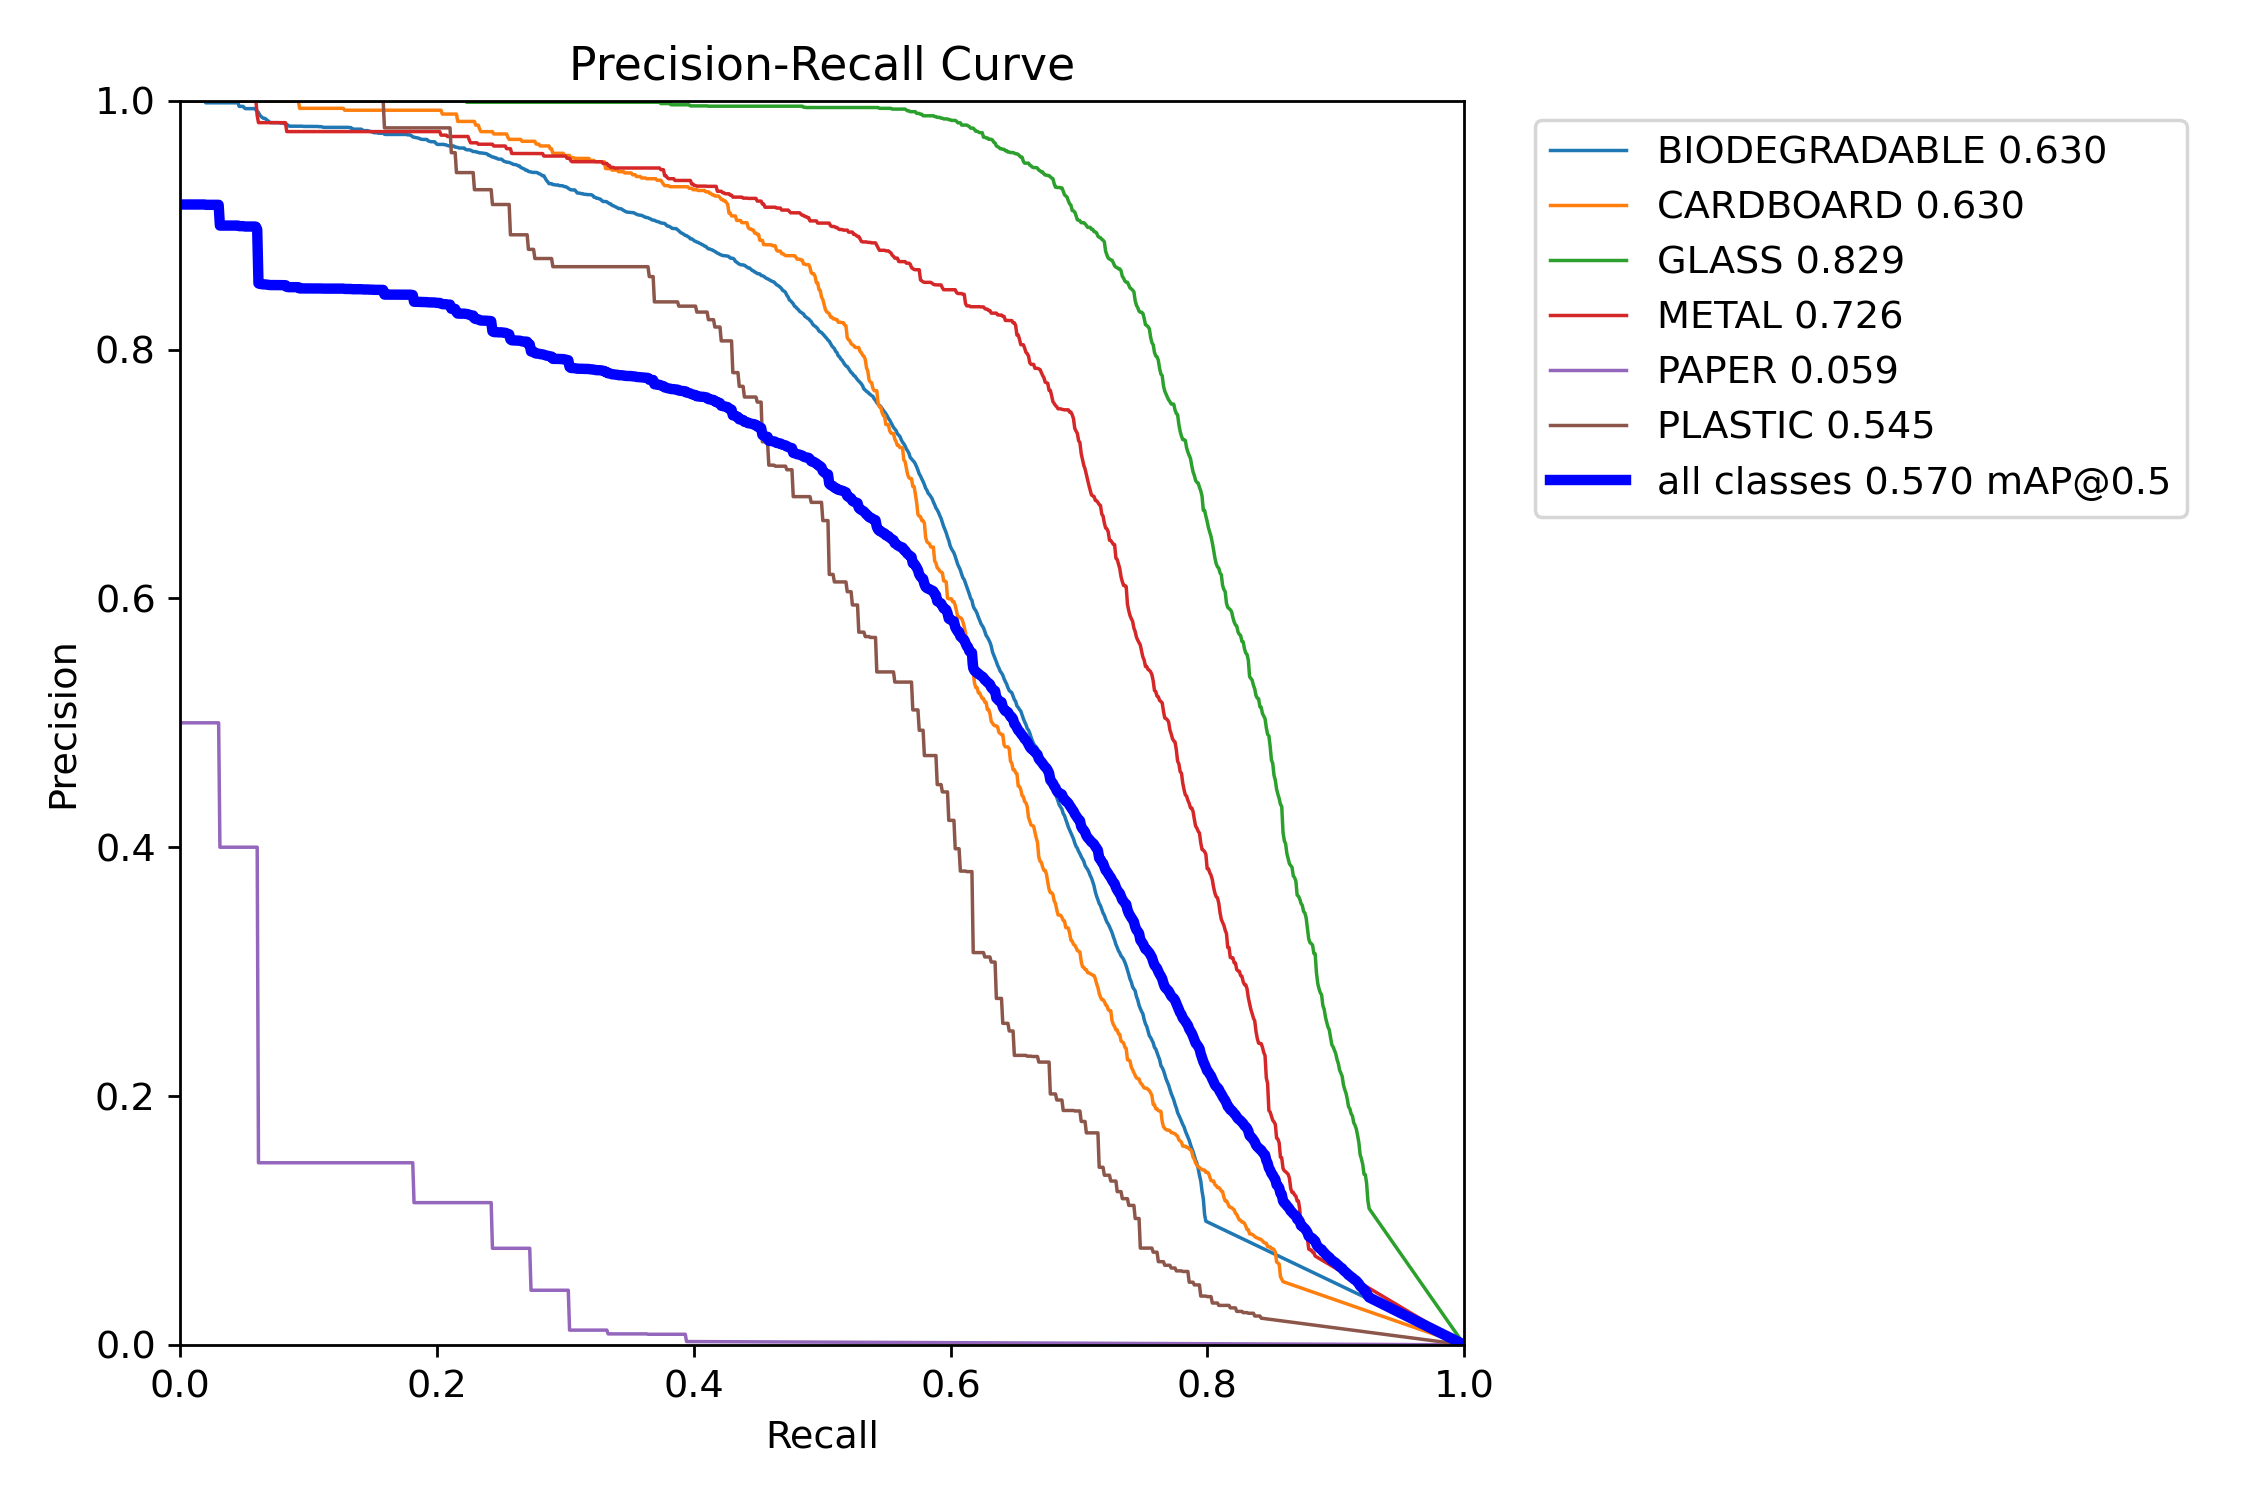 Precision-Recall Curve
1.0
0.8
0.6
0.4
0.2
0.0
Precision
0.0 0.2 0.4 0.6 0.8 1.0
Recall
BIODEGRADABLE 0.630
CARDBOARD 0.630
GLASS 0.829
METAL 0.726
PAPER 0.059
PLASTIC 0.545
all classes 0.570 mAP@0.5